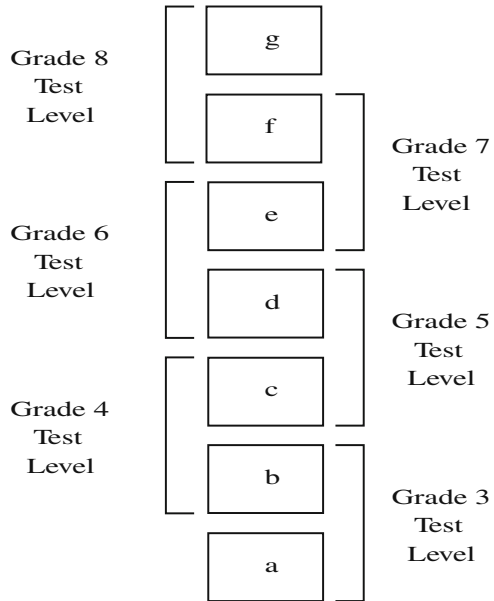 g
Grade 8
Test
Level
f
Grade 7
Test
Level
e
Grade 6
Test
Level
d
Grade 5
Test
Level
c
Grade 4
Test
Level
b
Grade 3
Test
Level
a